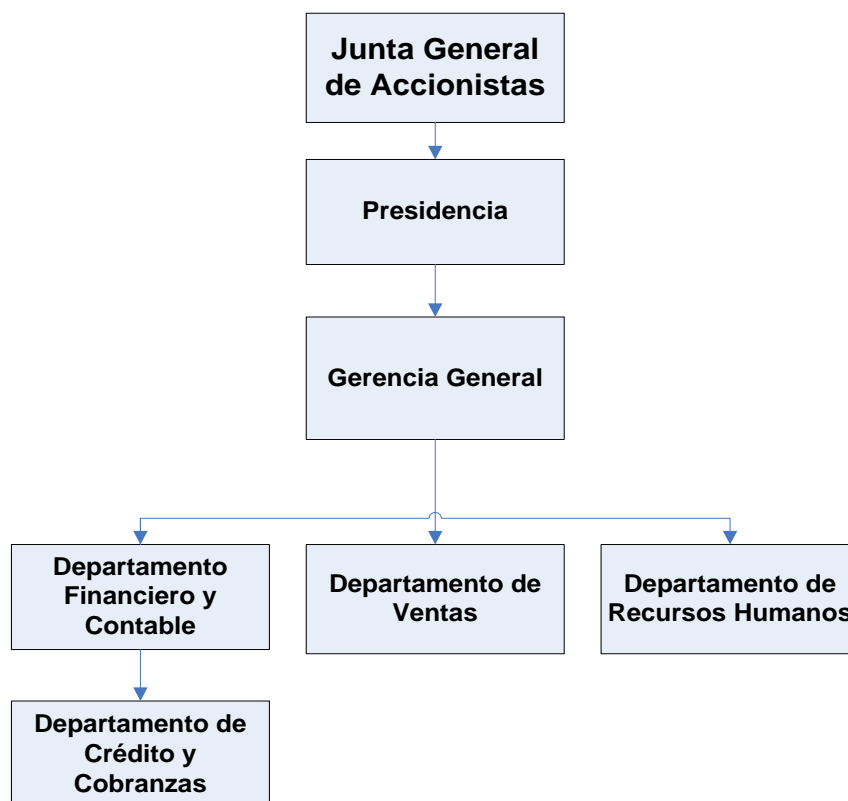 Junta General
de Accionistas
Presidencia
Gerencia General
Departamento
Financiero y
Contable
Departamento de
Ventas
Departamento de
Recursos Humanos
Departamento de
Crédito y
Cobranzas